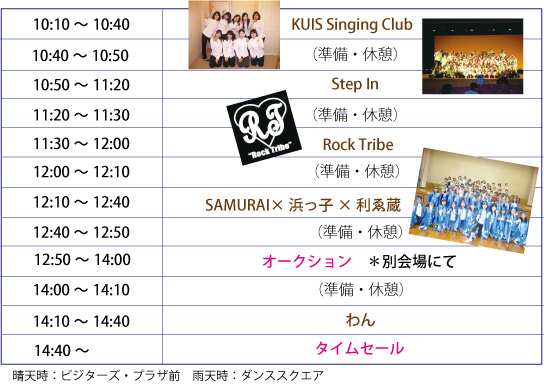 10:10 ～ 10:40 KUIS Singing Club
10:40 ～ 10:50 （準備・休憩）
10:50 ～ 11:20 Step In
11:20 ～ 11:30 （準備・休憩）
RT
"Rock Tribe"
11:30 ～ 12:00 Rock Tribe
12:00 ～ 12:10 （準備・休憩）
12:10 ～ 12:40 SAMURAI× 浜っ子 × 利ゑ蔵
12:40 ～ 12:50 （準備・休憩）
12:50 ～ 14:00 オークション ＊別会場にて
14:00 ～ 14:10 （準備・休憩）
14:10 ～ 14:40 わん
14:40 ～ タイムセール
晴天時：ビジターズ・プラザ前 雨天時：ダンススクエア